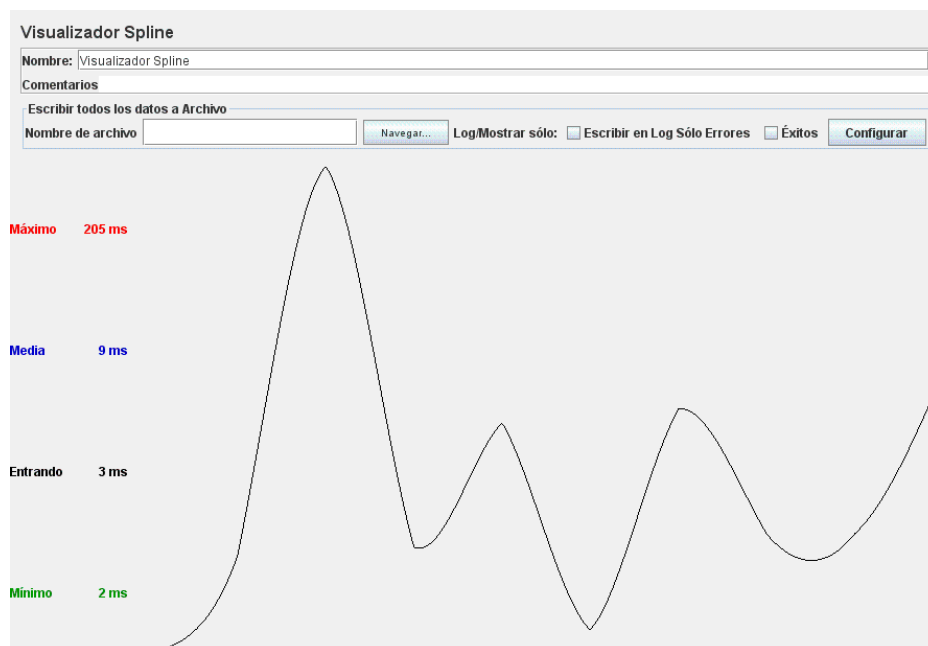 Visualizador Spline
Nombre: Visualizador Spline
Comentarios
Escribir todos los datos a Archivo
Nombre de archivo Navegar... Log/Mostrar sólo: Escribir en Log Sólo Errores Éxitos Configurar
Máximo 205 ms
Media 9 ms
Entrando 3 ms
Mínimo 2 ms